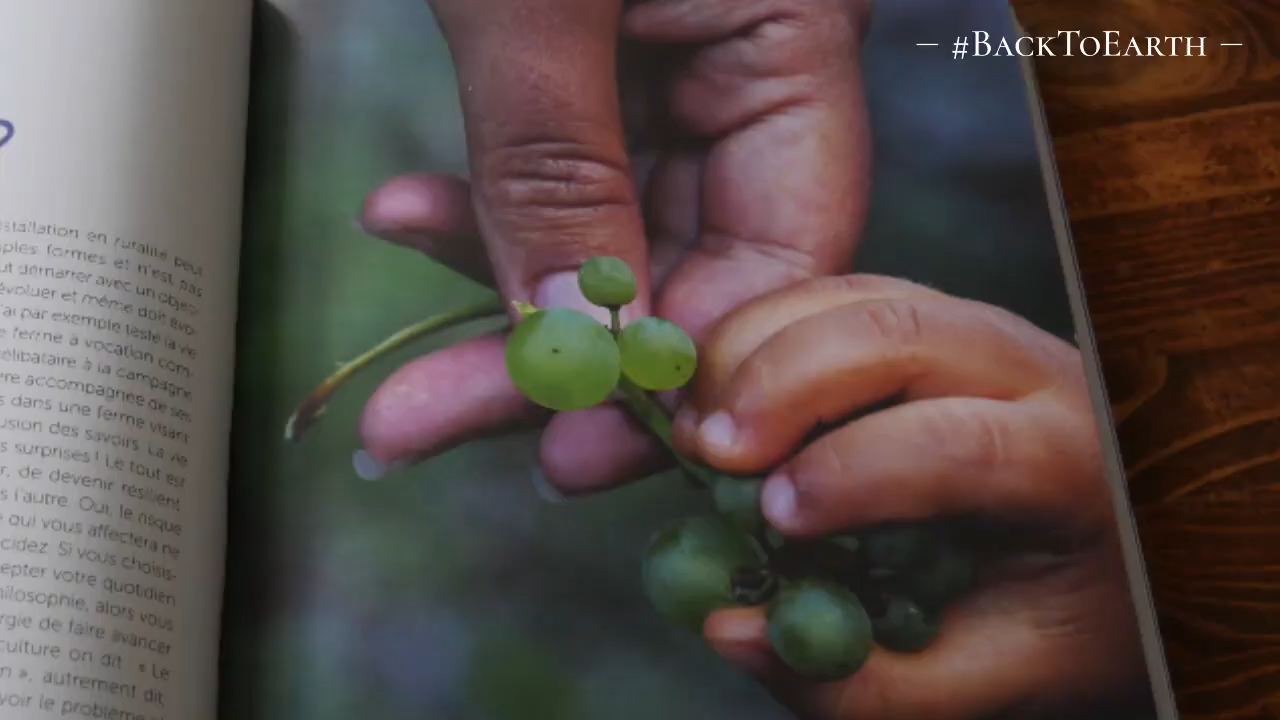 #BackToEarth
installation en ruralité peut
ples formes et n'est pas
ut démarrer avec un objec-
évoluer et même doit évo-
'ai par exemple testé la vie
e ferme à vocation com-
élibataire à la campagne
re accompagnée de ses
s dans une ferme visant
usion des savoirs. La vie
s surprises ! Le tout est
r, de devenir résilient
s l'autre. Oui, le risque
qui vous affectera ne
cidez. Si vous choisis-
epter votre quotidien
hilosophie, alors vous
rgie de faire avancer
culture on dit : « Le
n », autrement dit,
voir le problème